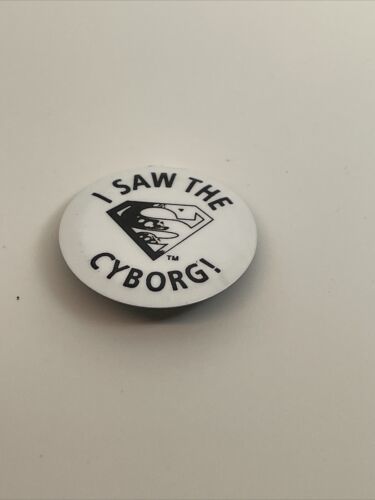 I SAW THE
™
CYBORG!